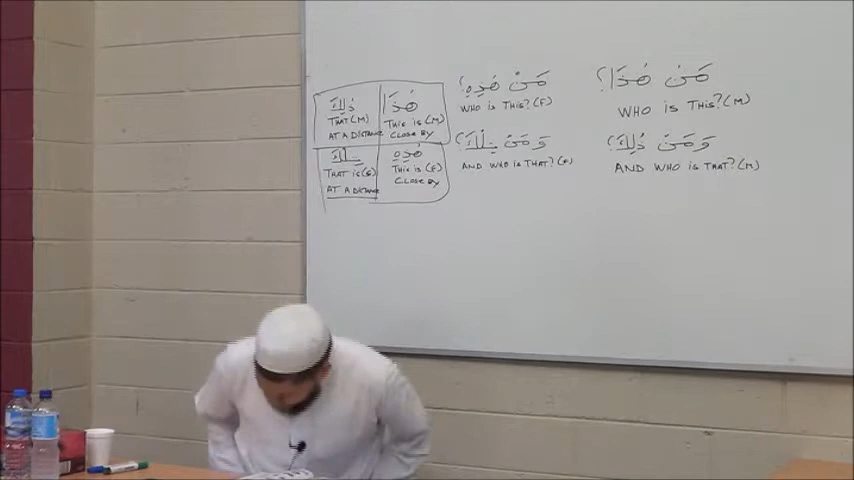 مَنْ هٰذَا؟
WHO IS THIS? (M)
وَمَنْ ذٰلِكَ؟
AND WHO IS THAT? (M)
مَنْ هٰذِهِ؟
WHO IS THIS? (F)
وَمَنْ تِلْكَ؟
AND WHO IS THAT? (F)
هٰذَا
THIS IS (M)
CLOSE BY
ذٰلِكَ
THAT (M)
AT A DISTANCE
هٰذِهِ
THIS IS (F)
CLOSE BY
تِلْكَ
THAT IS (F)
AT A DISTANCE